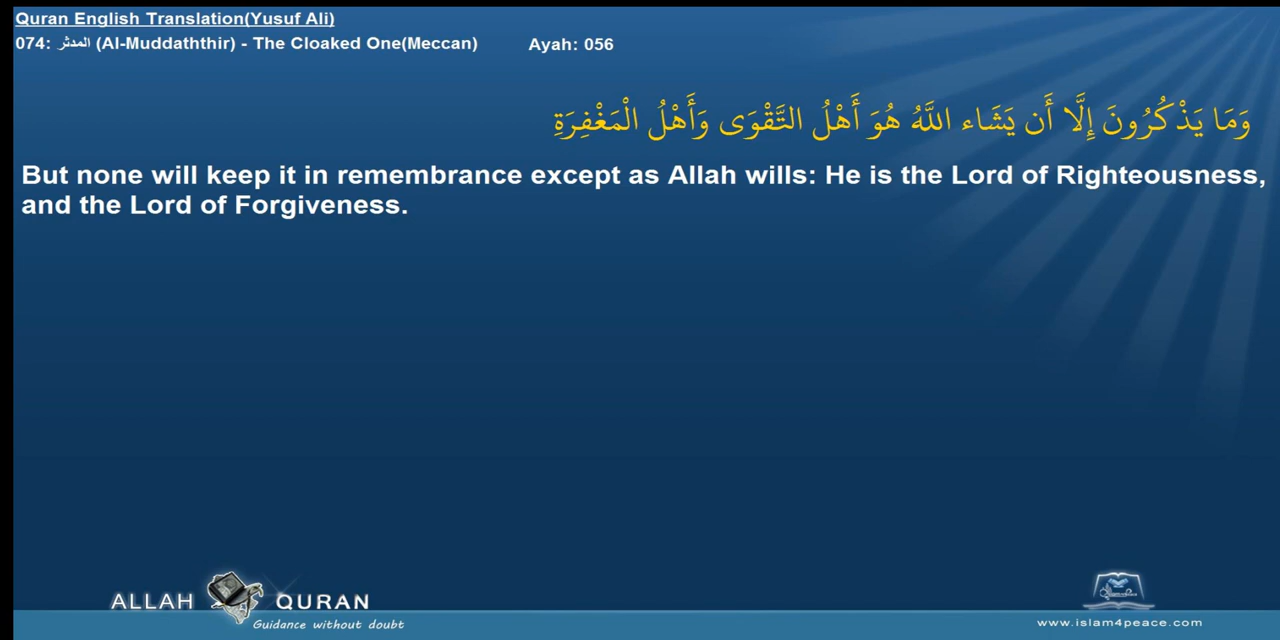 Quran English Translation(Yusuf Ali)
074: المدثر (Al-Muddaththir) - The Cloaked One(Meccan) Ayah: 056
وَمَا يَذْكُرُونَ إِلَّا أَن يَشَاء اللَّهُ هُوَ أَهْلُ التَّقْوَى وَأَهْلُ الْمَغْفِرَةِ
But none will keep it in remembrance except as Allah wills: He is the Lord of Righteousness,
and the Lord of Forgiveness.
ALLAH QURAN
Guidance without doubt
www.islam4peace.com